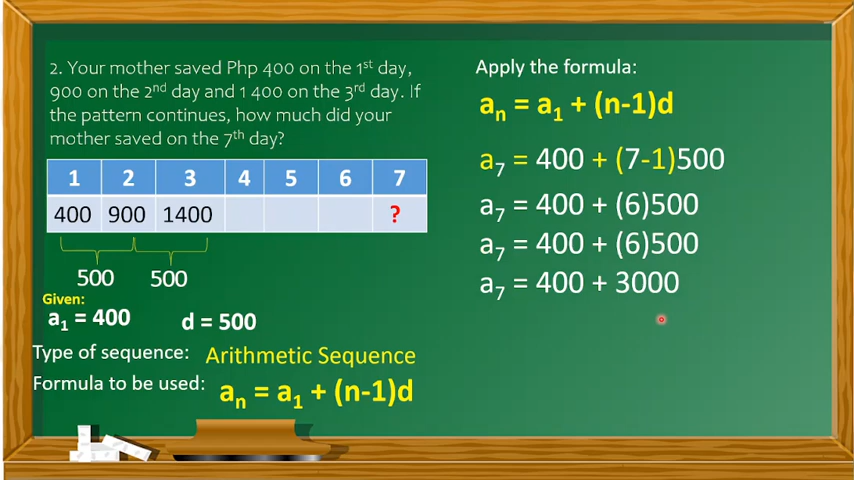 2. Your mother saved Php 400 on the 1st day,
900 on the 2nd day and 1 400 on the 3rd day. If
the pattern continues, how much did your
mother saved on the 7th day?
1 2 3 4 5 6 7
400 900 1400 ?
500 500
Given:
a1 = 400 d = 500
Type of sequence: Arithmetic Sequence
Formula to be used: an = a1 + (n-1)d
Apply the formula:
an = a1 + (n-1)d
a7 = 400 + (7-1)500
a7 = 400 + (6)500
a7 = 400 + (6)500
a7 = 400 + 3000